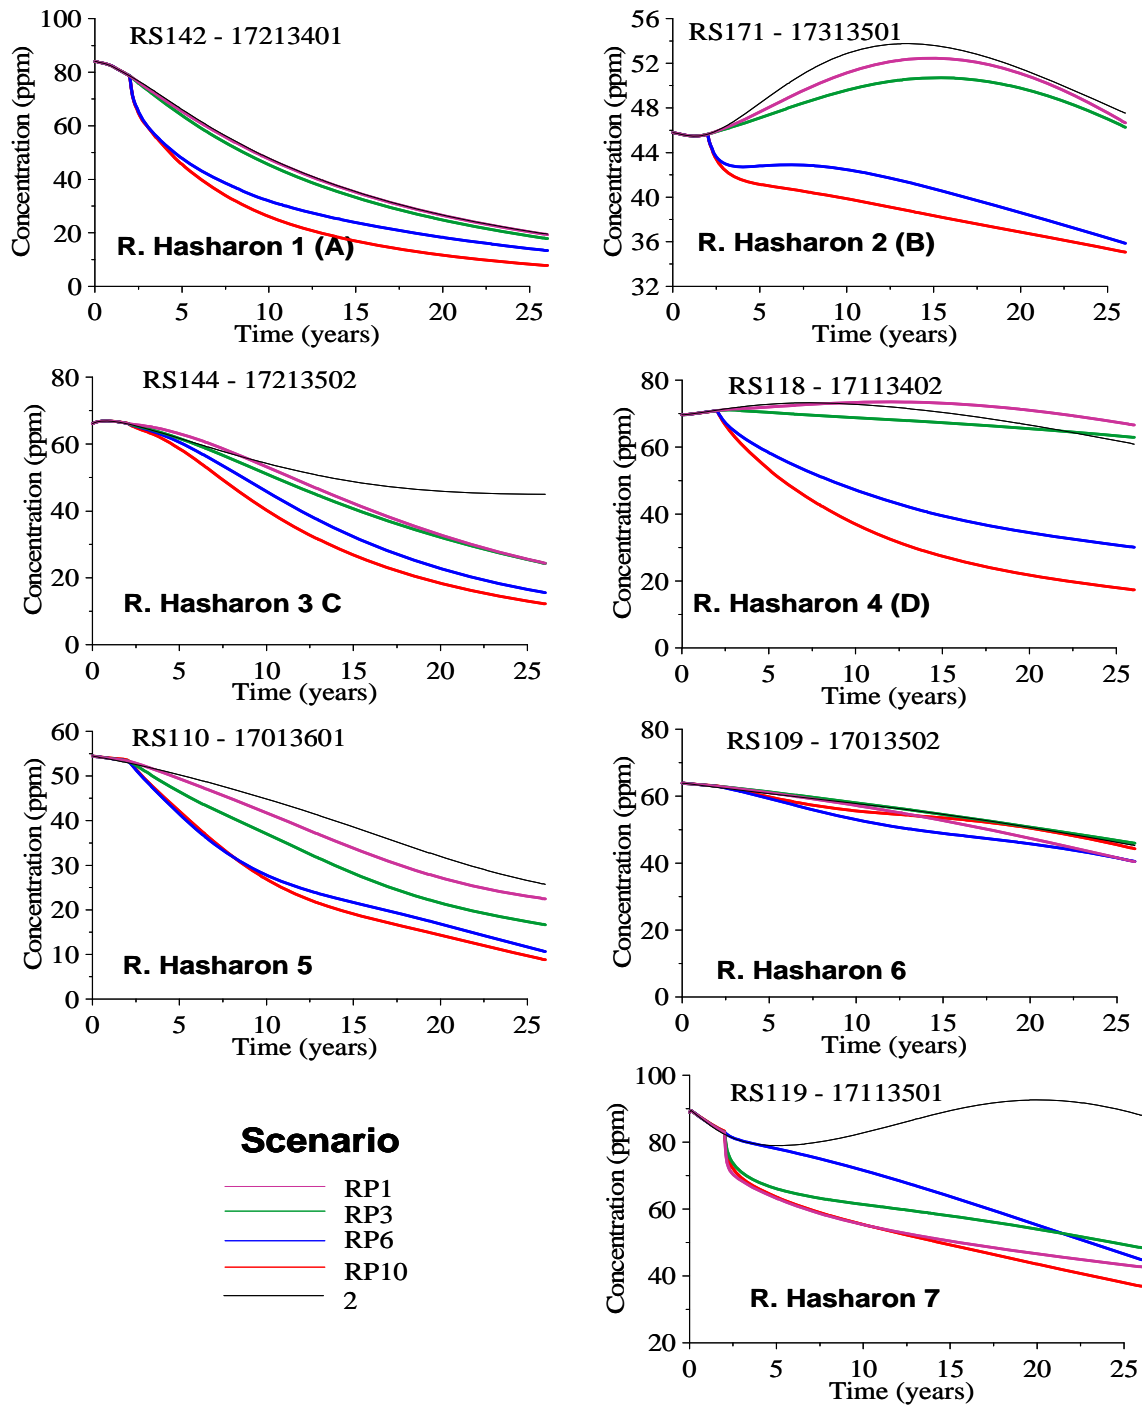 RS142 - 17213401
Concentration (ppm)
100
80
60
40
20
0
R. Hasharon 1 (A)
0 5 10 15 20 25
Time (years)
RS171 - 17313501
Concentration (ppm)
56
52
48
44
40
36
32
R. Hasharon 2 (B)
0 5 10 15 20 25
Time (years)
RS144 - 17213502
Concentration (ppm)
80
60
40
20
0
R. Hasharon 3 C
0 5 10 15 20 25
Time (years)
RS118 - 17113402
Concentration (ppm)
80
60
40
20
0
R. Hasharon 4 (D)
0 5 10 15 20 25
Time (years)
RS110 - 17013601
Concentration (ppm)
60
50
40
30
20
10
0
R. Hasharon 5
0 5 10 15 20 25
Time (years)
RS109 - 17013502
Concentration (ppm)
80
60
40
20
0
R. Hasharon 6
0 5 10 15 20 25
Time (years)
Scenario
RP1
RP3
RP6
RP10
2
RS119 - 17113501
Concentration (ppm)
100
80
60
40
20
R. Hasharon 7
0 5 10 15 20 25
Time (years)